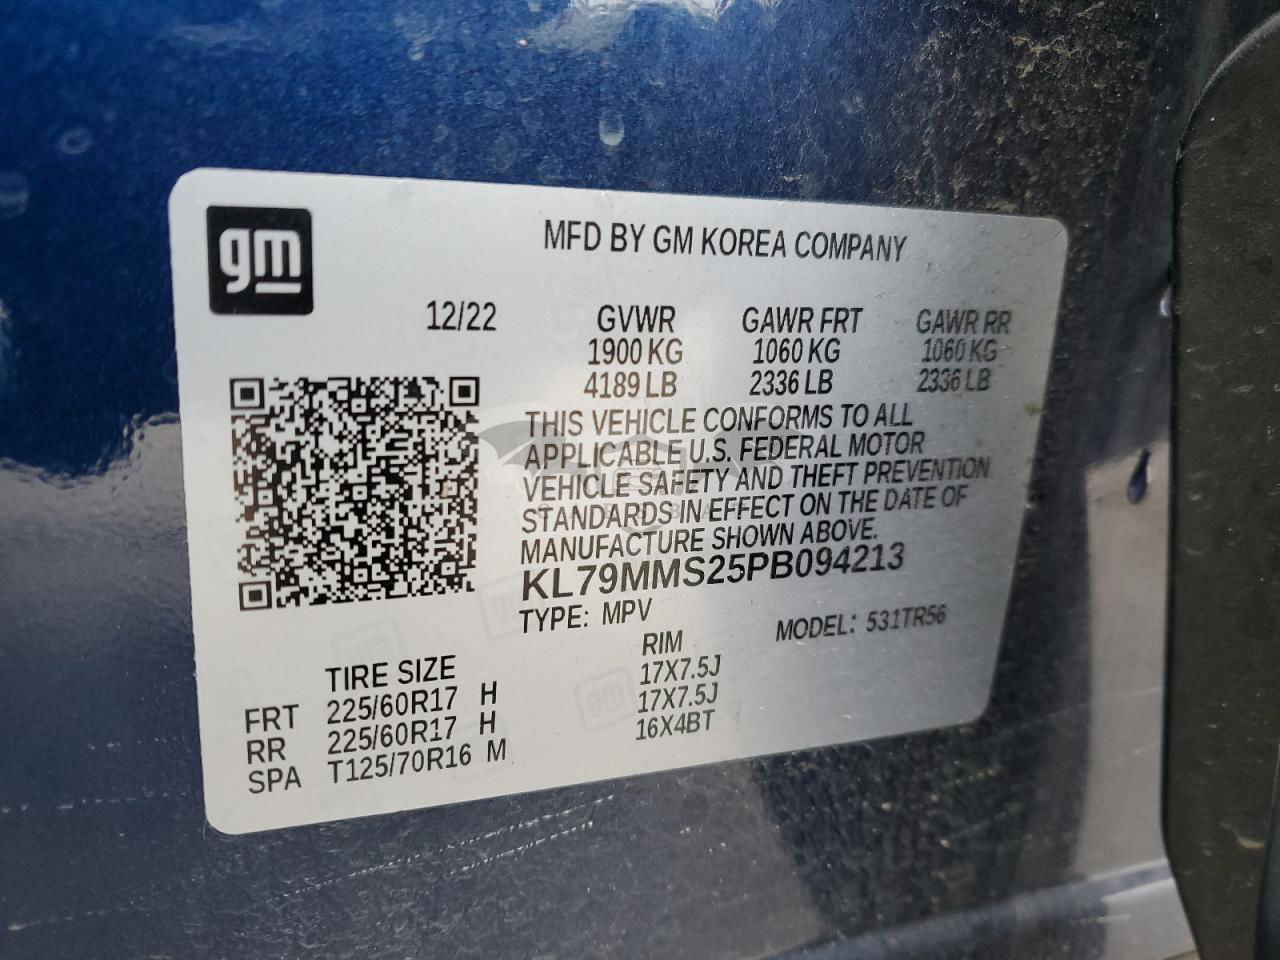 gm
MFD BY GM KOREA COMPANY
12/22 GVWR GAWR FRT GAWR RR
1900 KG 1060 KG 1060 KG
4189 LB 2336 LB 2336 LB
THIS VEHICLE CONFORMS TO ALL
APPLICABLE U.S. FEDERAL MOTOR
VEHICLE SAFETY AND THEFT PREVENTION
STANDARDS IN EFFECT ON THE DATE OF
MANUFACTURE SHOWN ABOVE.
KL79MMS25PB094213
TYPE: MPV MODEL: 531TR56
TIRE SIZE RIM
FRT 225/60R17 H 17X7.5J
RR 225/60R17 H 17X7.5J
SPA T125/70R16 M 16X4BT
gm